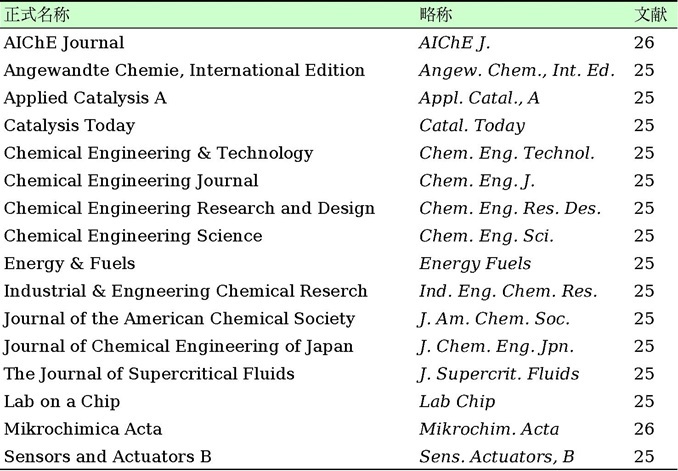 正式名称 略称 文献
AIChE Journal AIChE J. 26
Angewandte Chemie, International Edition Angew. Chem., Int. Ed. 25
Applied Catalysis A Appl. Catal., A 25
Catalysis Today Catal. Today 25
Chemical Engineering & Technology Chem. Eng. Technol. 25
Chemical Engineering Journal Chem. Eng. J. 25
Chemical Engineering Research and Design Chem. Eng. Res. Des. 25
Chemical Engineering Science Chem. Eng. Sci. 25
Energy & Fuels Energy Fuels 25
Industrial & Engneering Chemical Reserch Ind. Eng. Chem. Res. 25
Journal of the American Chemical Society J. Am. Chem. Soc. 25
Journal of Chemical Engineering of Japan J. Chem. Eng. Jpn. 25
The Journal of Supercritical Fluids J. Supercrit. Fluids 25
Lab on a Chip Lab Chip 25
Mikrochimica Acta Mikrochim. Acta 26
Sensors and Actuators B Sens. Actuators, B 25